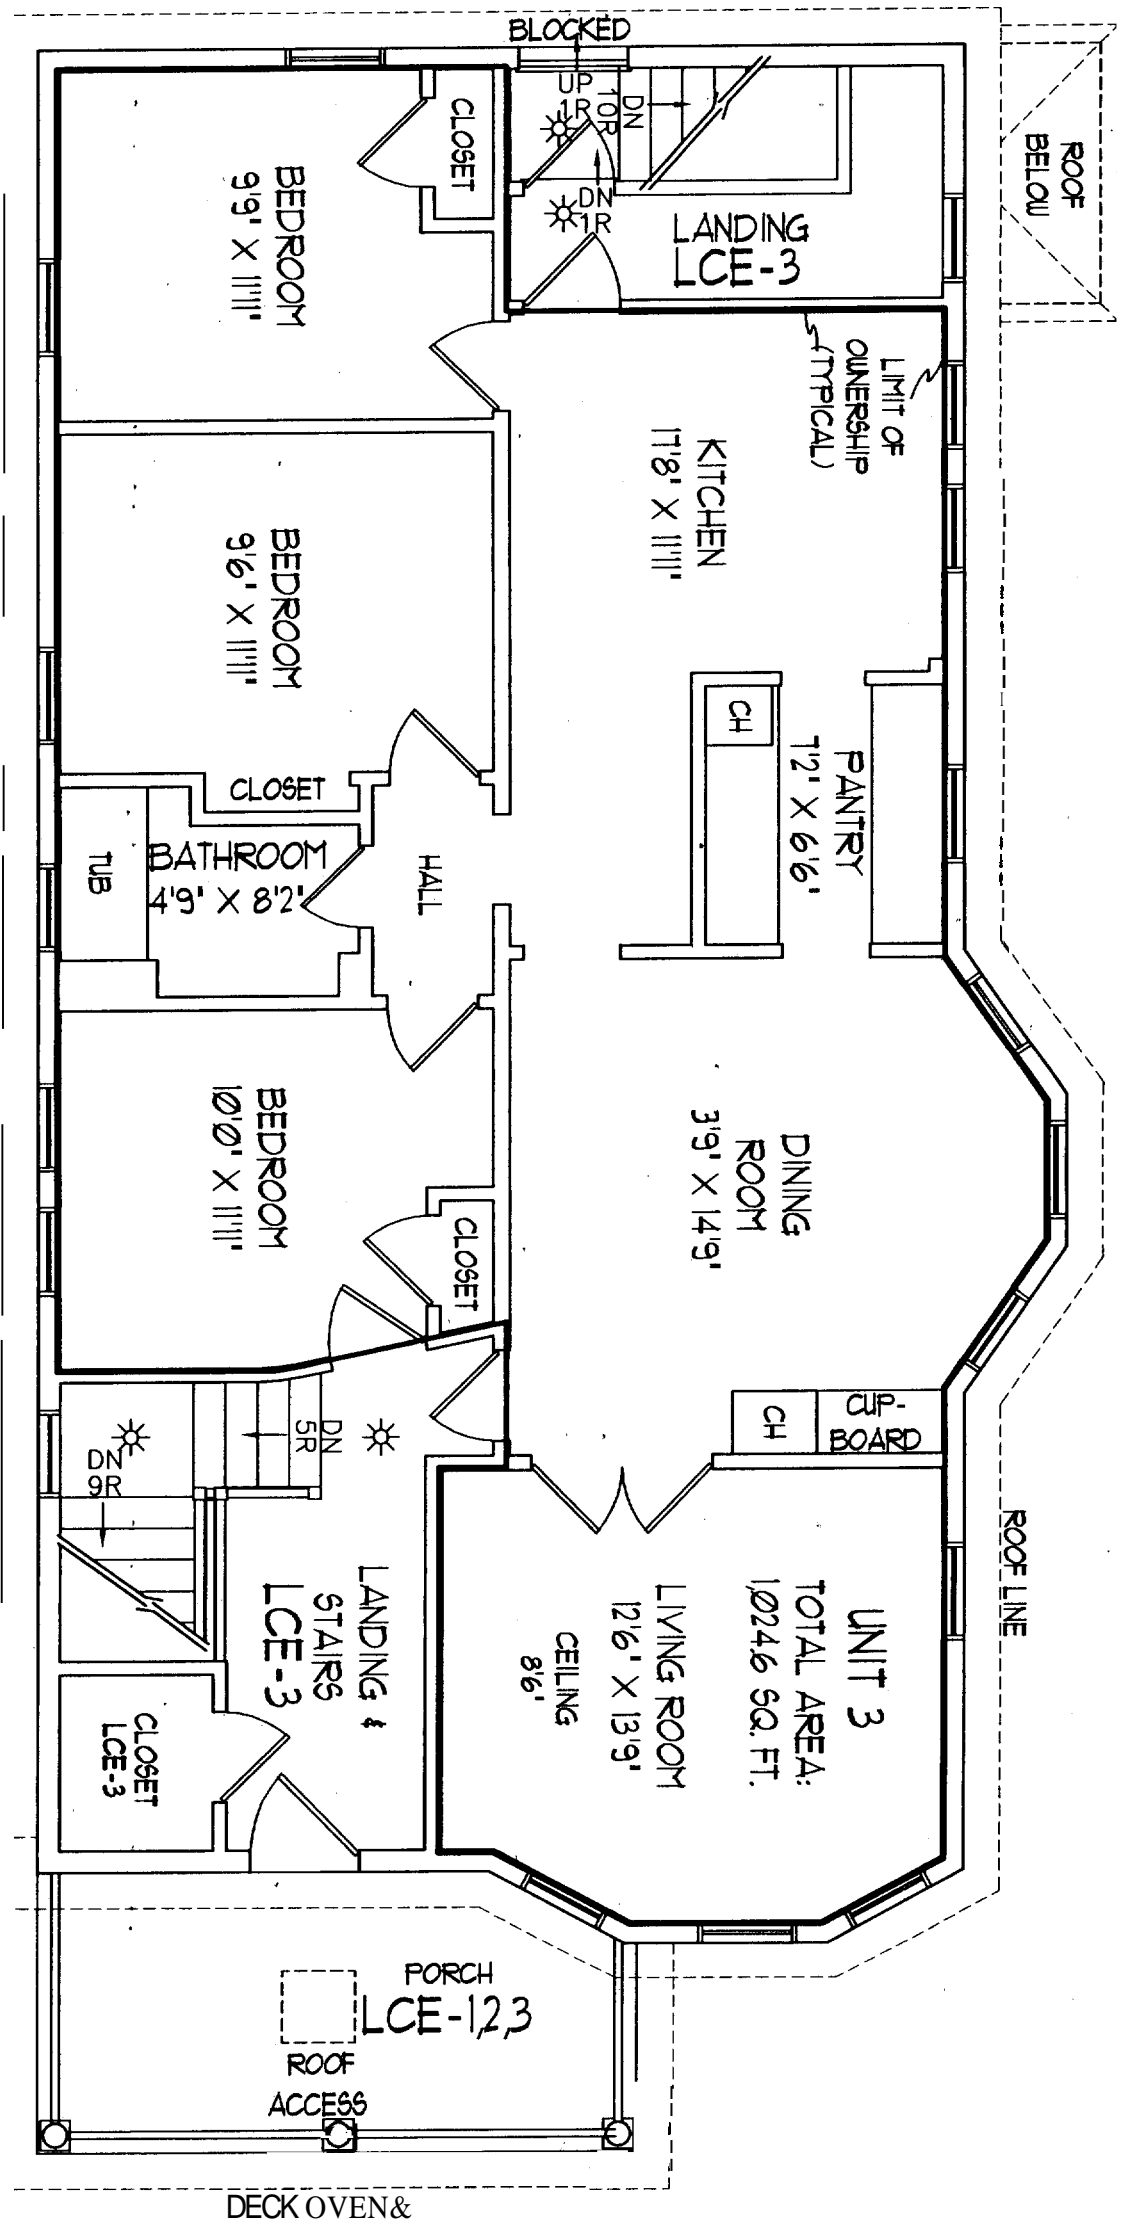 BLOCKED
UP
1R
10R
DN
CLOSET
ROOF
BELOW
BEDROOM
9'9" X 11'11"
DN
1R
LANDING
LCE-3
LIMIT OF
OWNERSHIP
(TYPICAL)
KITCHEN
17'8" X 11'11"
BEDROOM
9'6" X 11'11"
CH
PANTRY
7'2" X 6'6"
CLOSET
TUB
BATHROOM
4'9" X 8'2"
HALL
BEDROOM
10'0" X 11'11"
DINING
ROOM
3'9" X 14'9"
CLOSET
CH
CUP-
BOARD
DN
5R
DN
9R
ROOF LINE
LANDING &
STAIRS
LCE-3
UNIT 3
TOTAL AREA:
1,024.6 SQ. FT.
LIVING ROOM
12'6" X 13'9"
CEILING
8'6"
CLOSET
LCE-3
PORCH
LCE-1,2,3
ROOF
ACCESS
DECK OVEN&